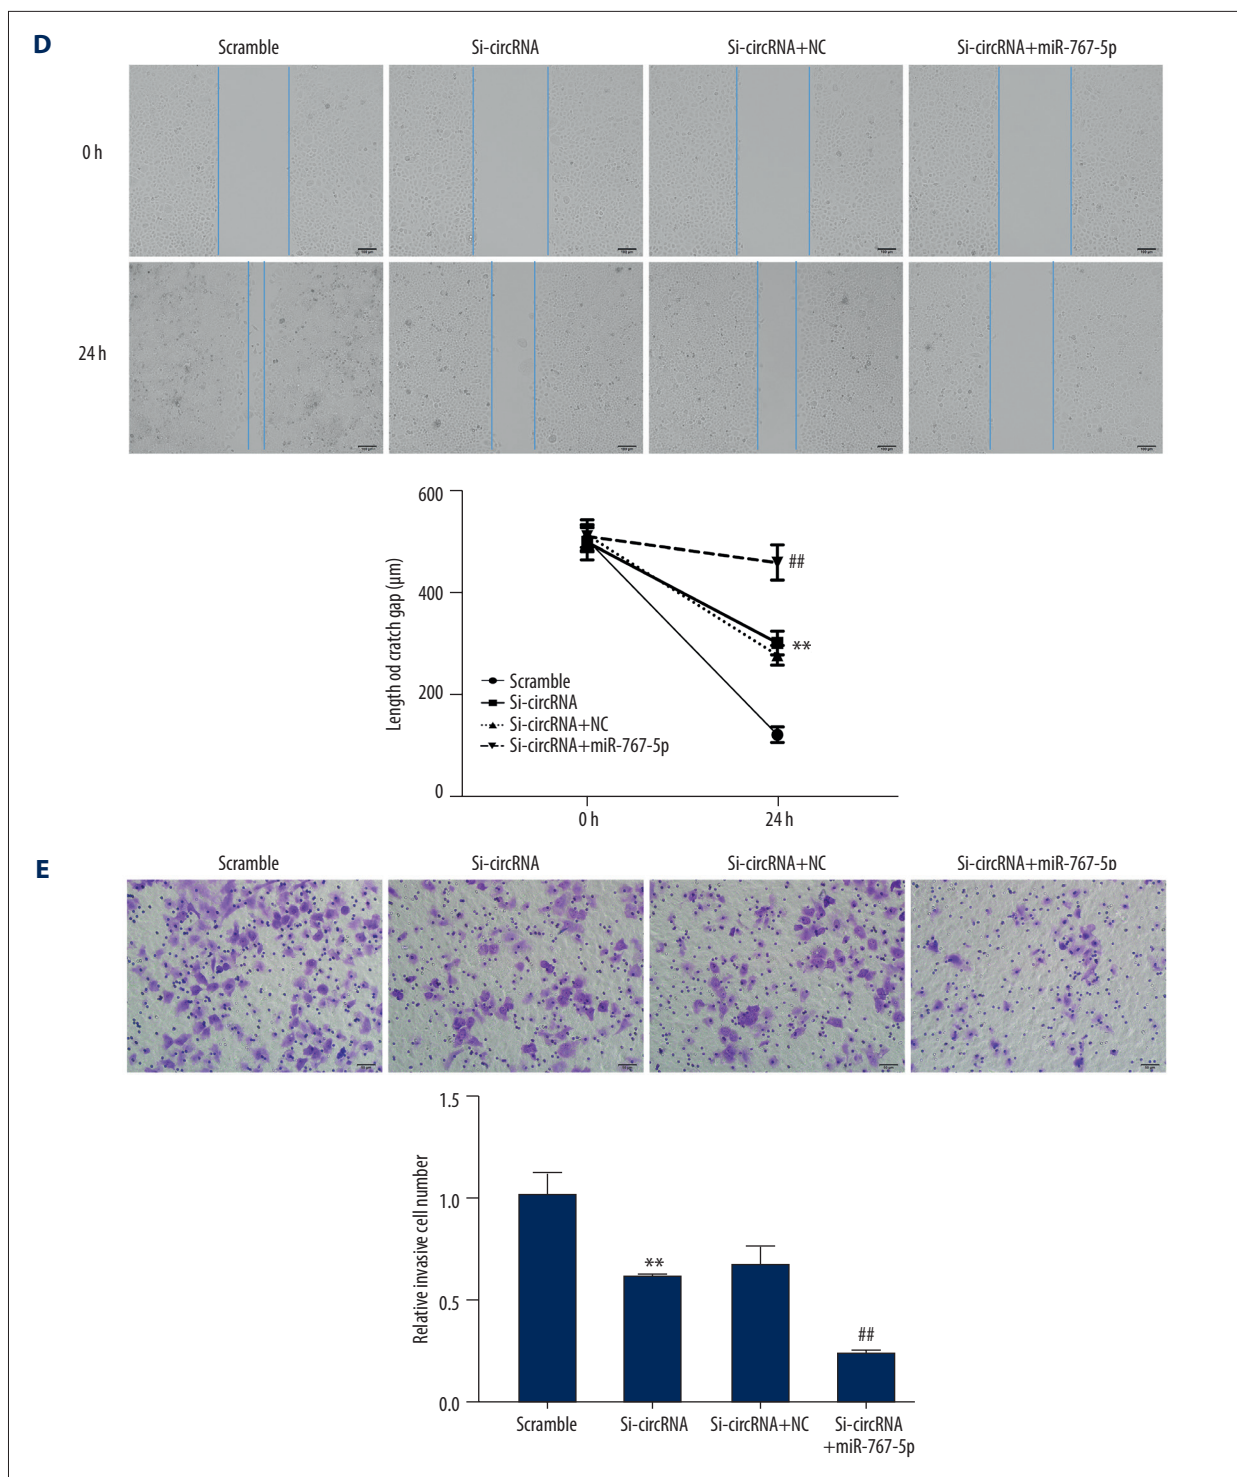 D
Scramble
Si-circRNA
Si-circRNA+NC
Si-circRNA+miR-767-5p
0 h
24 h
600
400
200
0
Length od cratch gap (µm)
##
**
Scramble
Si-circRNA
Si-circRNA+NC
Si-circRNA+miR-767-5p
0 h
24 h
E
Scramble
Si-circRNA
Si-circRNA+NC
Si-circRNA+miR-767-5p
1.5
1.0
0.5
0.0
Relative invasive cell number
**
##
Scramble
Si-circRNA
Si-circRNA+NC
Si-circRNA
+miR-767-5p